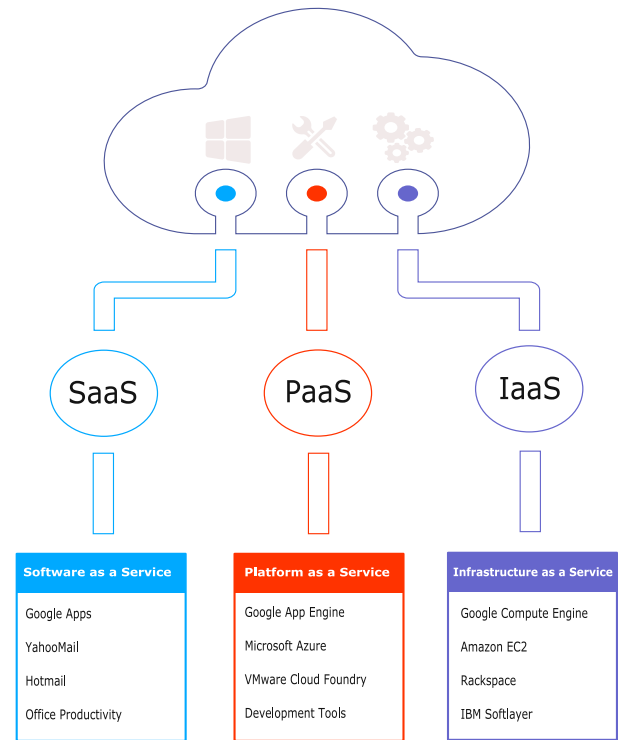 SaaS
PaaS
IaaS
Software as a Service
Google Apps
YahooMail
Hotmail
Office Productivity
Platform as a Service
Google App Engine
Microsoft Azure
VMware Cloud Foundry
Development Tools
Infrastructure as a Service
Google Compute Engine
Amazon EC2
Rackspace
IBM Softlayer